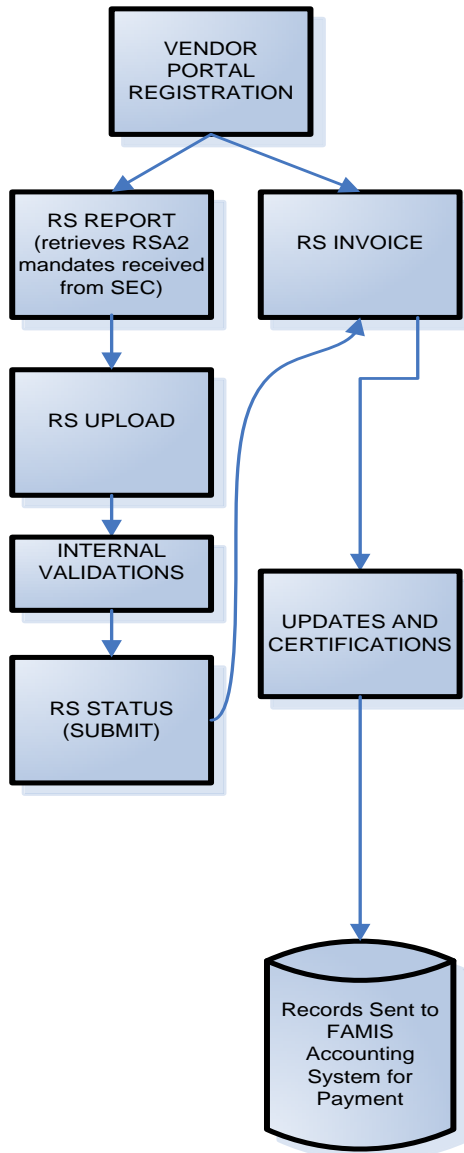 VENDOR
PORTAL
REGISTRATION
RS REPORT
(retrieves RSA2
mandates received
from SEC)
RS INVOICE
RS UPLOAD
INTERNAL
VALIDATIONS
UPDATES AND
CERTIFICATIONS
RS STATUS
(SUBMIT)
Records Sent to
FAMIS
Accounting
System for
Payment